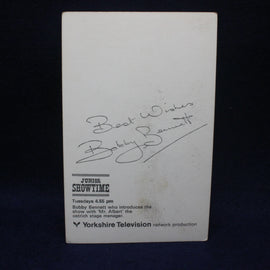 Best Wishes
Bobby Bennett
JUNIOR
SHOWTIME
Tuesdays 4.55 pm
Bobby Bennett who introduces the
show with 'Mr. Albert' the
ostrich stage manager
Yorkshire Television network production